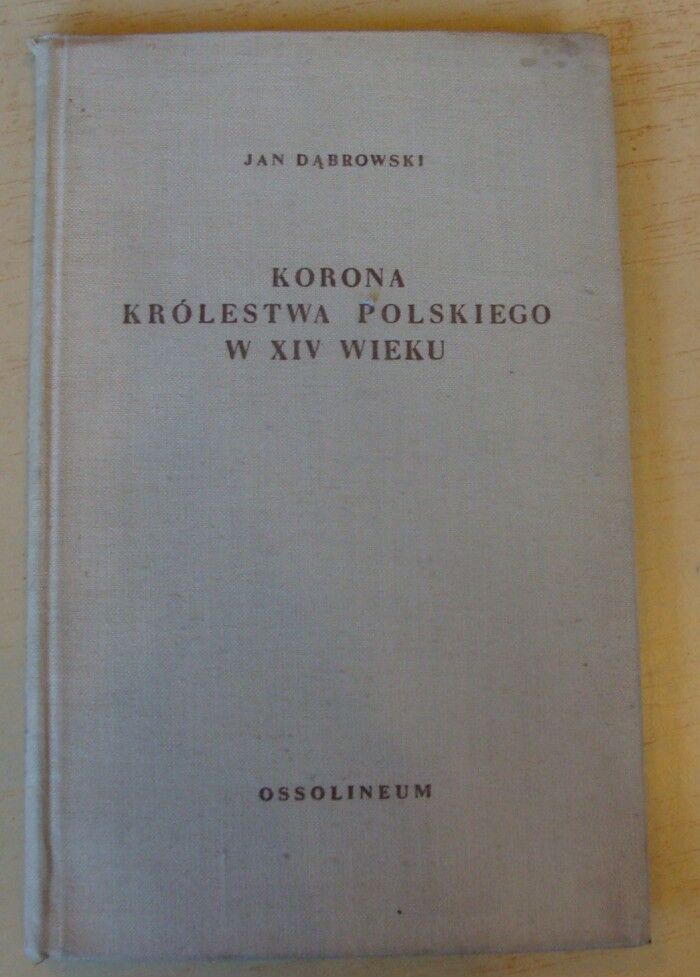 JAN DĄBROWSKI
KORONA
KRÓLESTWA POLSKIEGO
W XIV WIEKU
OSSOLINEUM